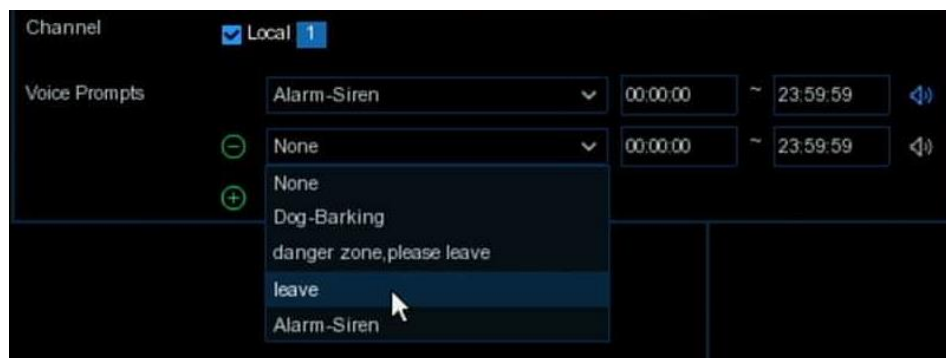 Channel Local 1
Voice Prompts Alarm-Siren 00:00:00 ~ 23:59:59
None 00:00:00 ~ 23:59:59
None
Dog-Barking
danger zone,please leave
leave
Alarm-Siren